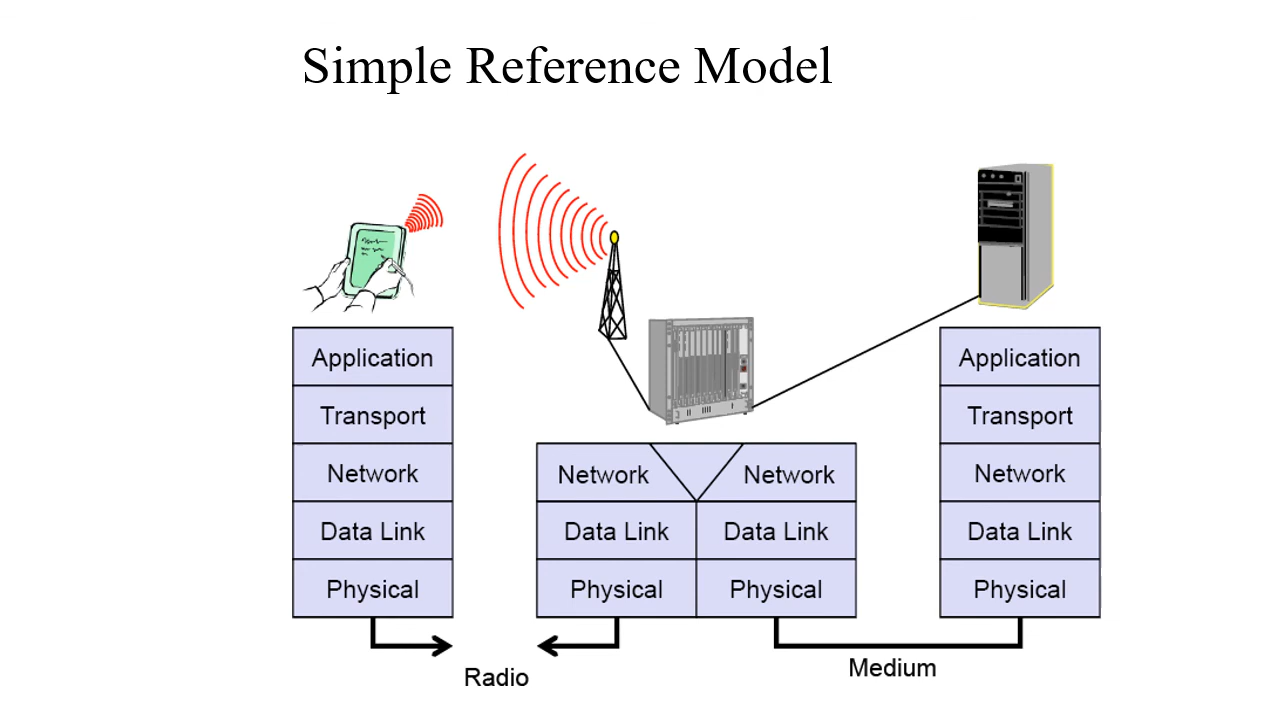 Simple Reference Model
Application
Transport
Network
Data Link
Physical
Network
Network
Data Link
Data Link
Physical
Physical
Application
Transport
Network
Data Link
Physical
Radio
Medium